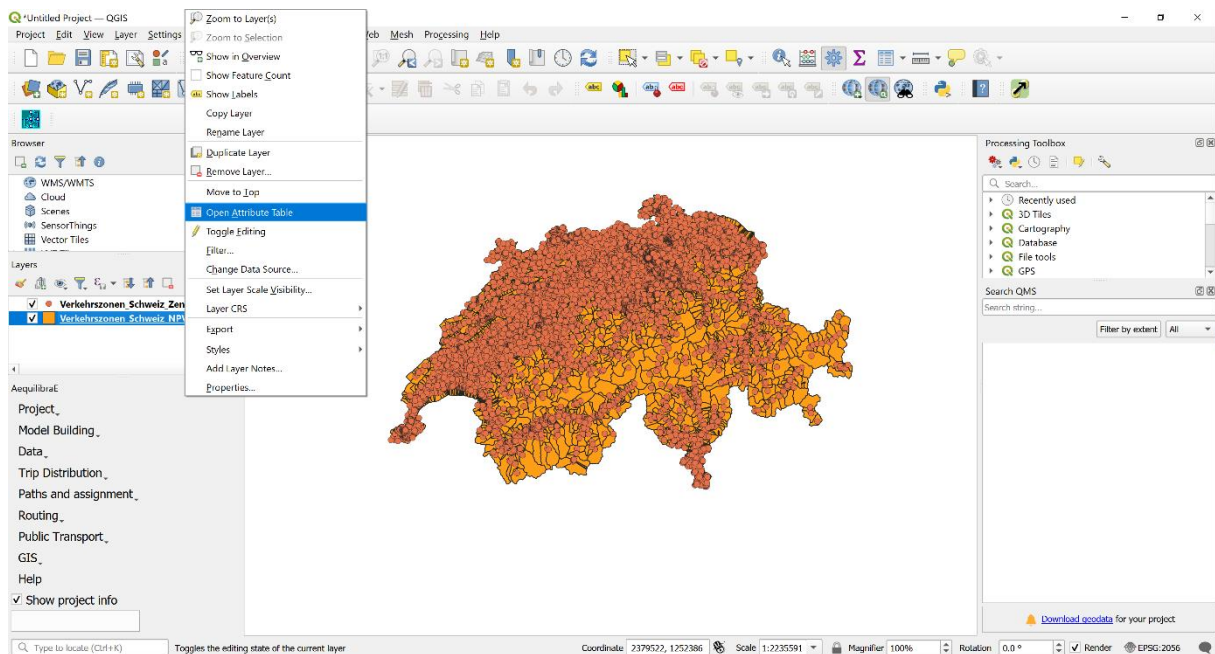 *Untitled Project — QGIS
Project Edit View Layer Settings eb Mesh Processing Help
Browser
WMS/WMTS
Cloud
Scenes
SensorThings
Vector Tiles
Layers
Verkehrszonen_Schweiz_Zen
Verkehrszonen_Schweiz_NPV
AequilibraE
Project
Model Building
Data
Trip Distribution
Paths and assignment
Routing
Public Transport
GIS
Help
Show project info
Zoom to Layer(s)
Zoom to Selection
Show in Overview
Show Feature Count
Show Labels
Copy Layer
Rename Layer
Duplicate Layer
Remove Layer...
Move to Top
Open Attribute Table
Toggle Editing
Filter...
Change Data Source...
Set Layer Scale Visibility...
Layer CRS
Export
Styles
Add Layer Notes...
Properties...
Processing Toolbox
Search...
Recently used
3D Tiles
Cartography
Database
File tools
GPS
Search QMS
Search string...
Filter by extent All
Download geodata for your project
Type to locate (Ctrl+K) Toggles the editing state of the current layer Coordinate 2379522, 1252386 Scale 1:2235591 Magnifier 100% Rotation 0.0 ° Render EPSG:2056